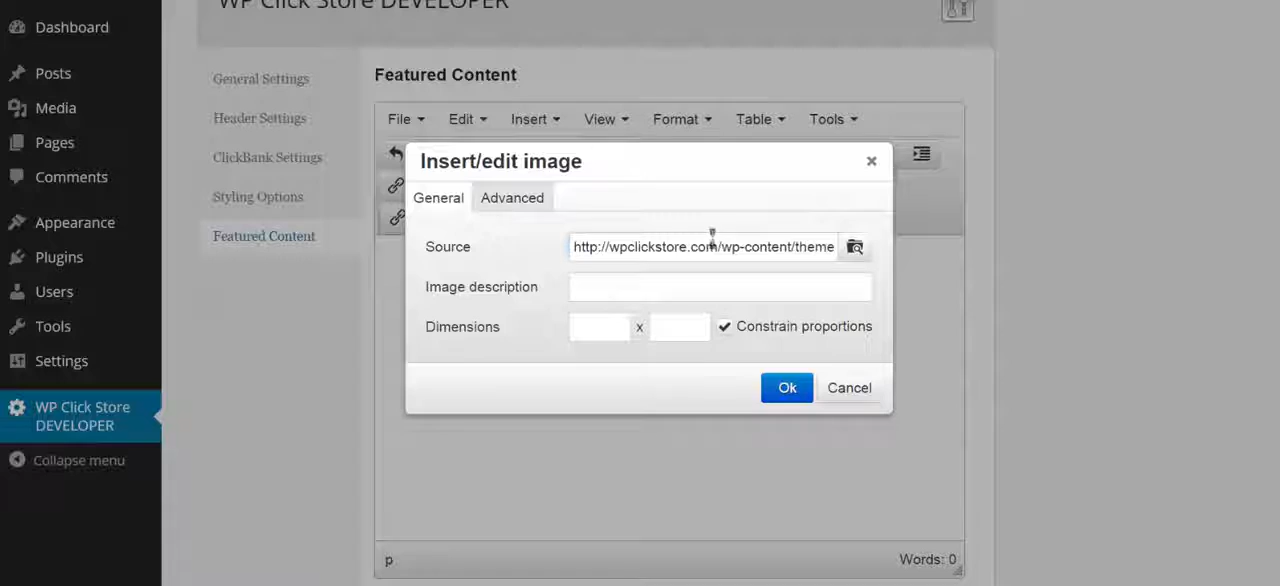 WP Click Store DEVELOPER
Dashboard
Posts
Media
Pages
Comments
Appearance
Plugins
Users
Tools
Settings
WP Click Store
DEVELOPER
Collapse menu
General Settings
Header Settings
ClickBank Settings
Styling Options
Featured Content
Featured Content
File Edit Insert View Format Table Tools
Insert/edit image ×
General Advanced
Source http://wpclickstore.com/wp-content/theme
Image description
Dimensions x Constrain proportions
Ok Cancel
p Words: 0